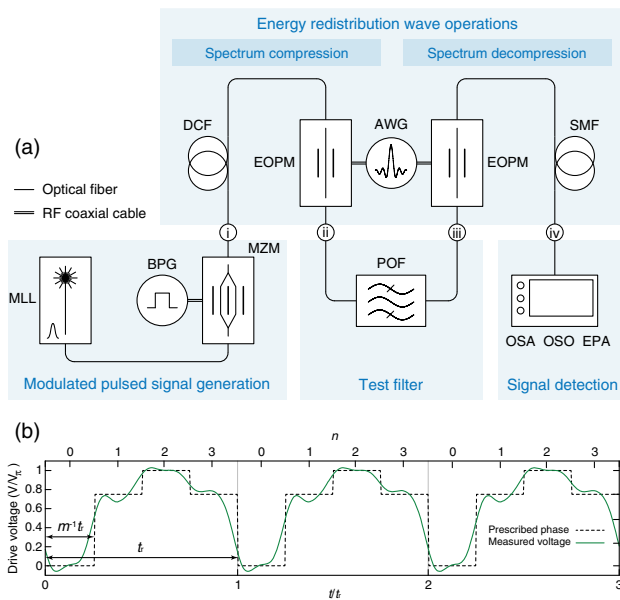 Energy redistribution wave operations
Spectrum compression
Spectrum decompression
(a)
DCF
AWG
SMF
EOPM
EOPM
Optical fiber
RF coaxial cable
i
ii
iii
iv
MZM
BPG
POF
MLL
OSA OSO EPA
Modulated pulsed signal generation
Test filter
Signal detection
(b)
n
0 1 2 3 0 1 2 3 0 1 2 3
Drive voltage (V/Vπ)
1
0.8
0.6
0.4
0.2
0
m⁻¹tᵣ
tᵣ
Prescribed phase
Measured voltage
0 1 2 3
t/tᵣ